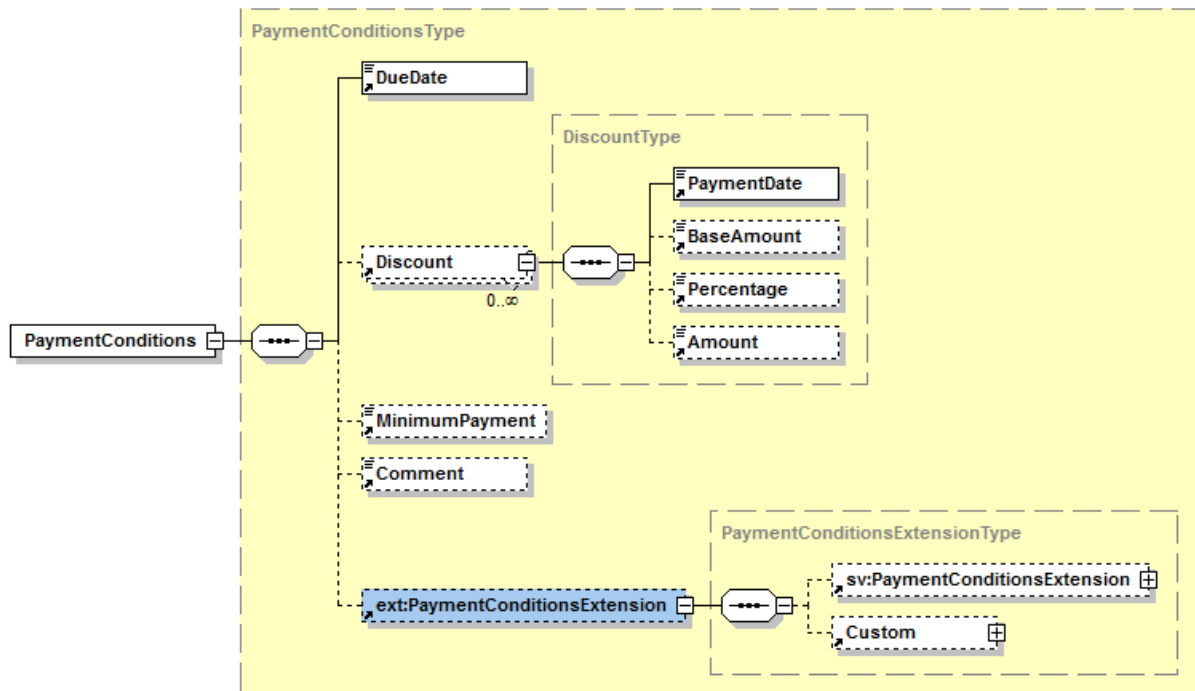 PaymentConditionsType
DueDate
DiscountType
PaymentDate
BaseAmount
Discount
Percentage
0..∞
PaymentConditions
Amount
MinimumPayment
Comment
PaymentConditionsExtensionType
sv:PaymentConditionsExtension
ext:PaymentConditionsExtension
Custom